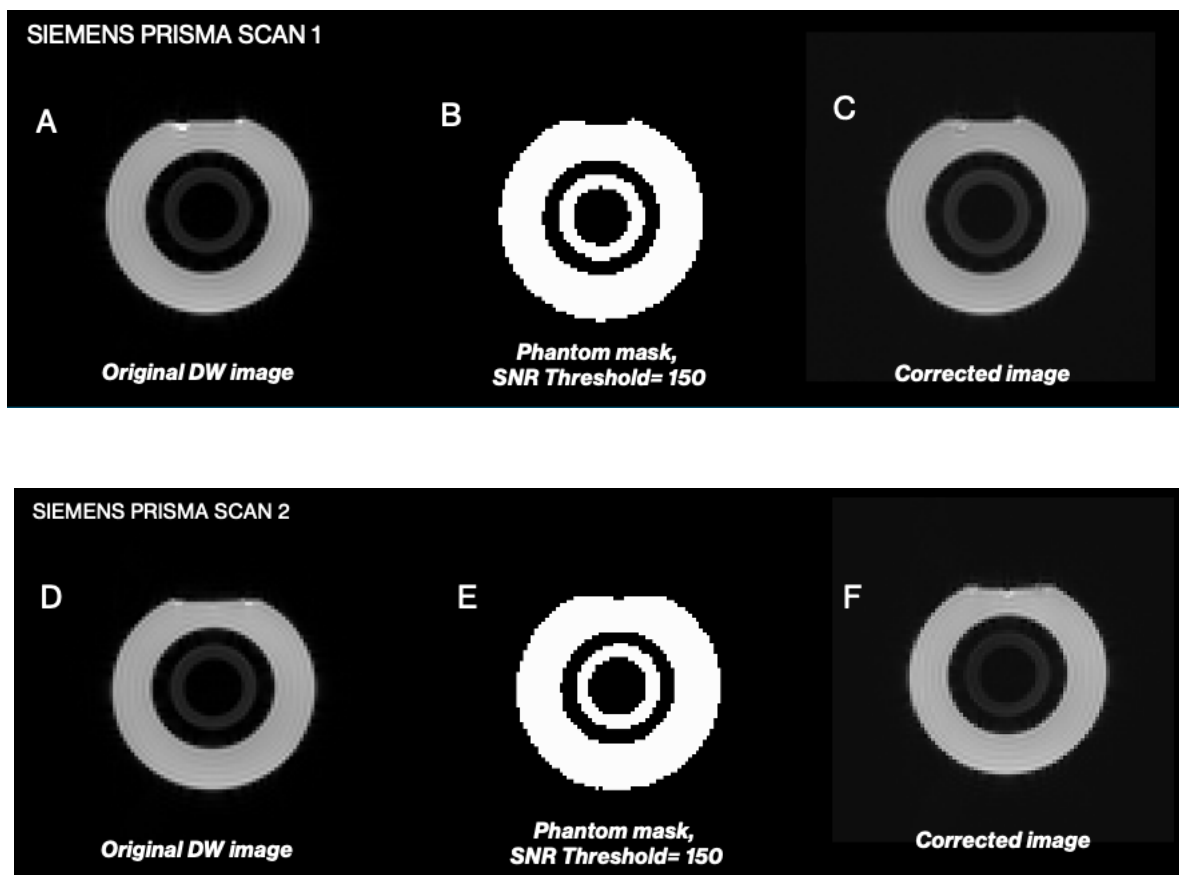 SIEMENS PRISMA SCAN 1
A
B
C
Original DW image
Phantom mask,
SNR Threshold= 150
Corrected image
SIEMENS PRISMA SCAN 2
D
E
F
Original DW image
Phantom mask,
SNR Threshold= 150
Corrected image